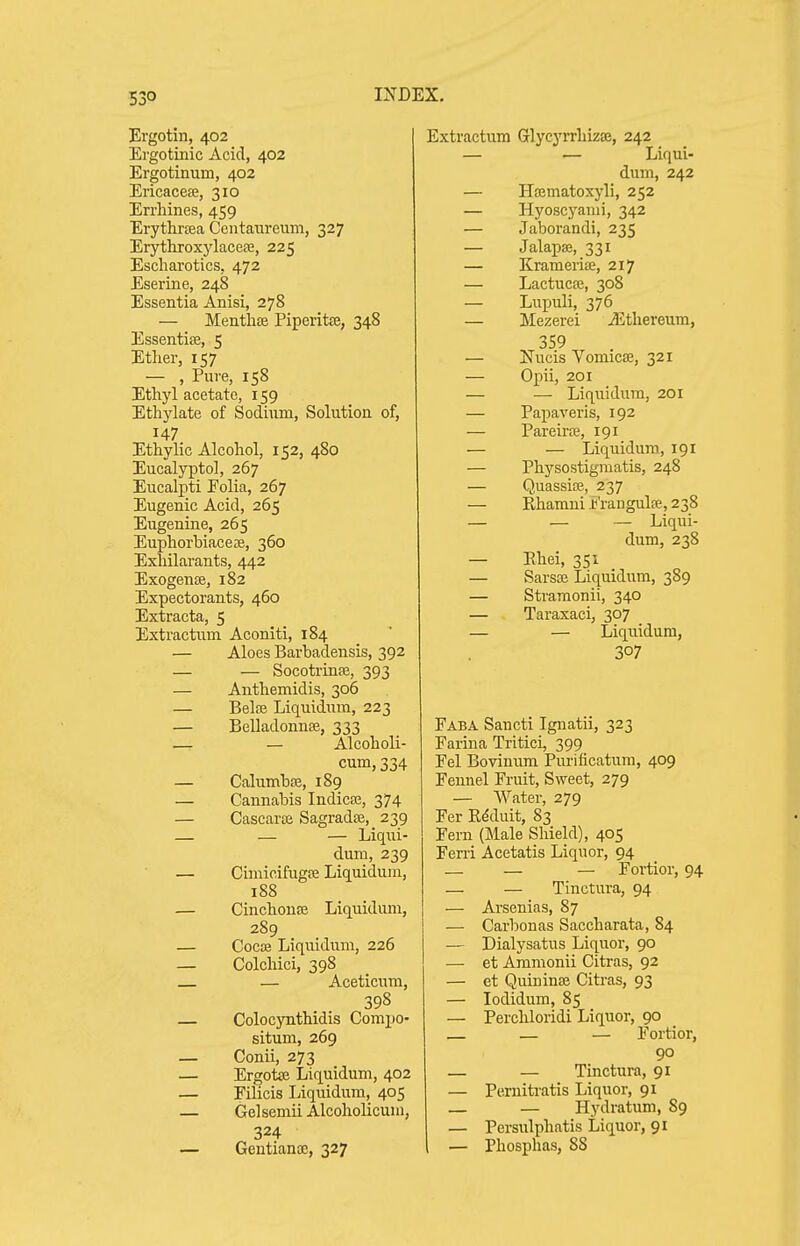 530
INDEX.
Ergotin, 402
Ergotinic Acid, 402
Ergotinum, 402
Ericaceæ, 310
Errhines, 459
Erythræa Centaureum, 327
Erythroxylaceæ, 225
Escharotics, 472
Eserine, 248
Essentia Anisi, 278
— Menthæ Piperitæ, 348
Essentiæ, 5
Ether, 157
— , Pure, 158
Ethyl acetate, 159
Ethylate of Sodium, Solution of,
147
Ethylic Alcohol, 152, 480
Eucalyptol, 267
Eucalpti Folia, 267
Eugenic Acid, 265
Eugenine, 265
Euphorbiaceæ, 360
Exhilarants, 442
Exogenæ, 182
Expectorants, 460
Extracta, 5
Extractum Aconiti, 184
— Aloes Barbadensis, 392
— — Socotrinæ, 393
— Anthemidis, 306
— Belæ Liquidum, 223
— Belladonnæ, 333
— — Alcoholi-
cum, 334
— Calumbæ, 189
— Cannabis Indicæ, 374
— Cascaræ Sagradæ, 239
— — — Liqui-
dum, 239
— Cimicifugæ Liquidum,
188
— Cinchonæ Liquidum,
289
— Cocæ Liquidum, 226
— Colchici, 398
— — Aceticum,
398
— Colocynthidis Compo-
situm, 269
— Conii, 273
— Ergotæ Liquidum, 402
— Filicis Liquidum, 405
— Gelsemii Alcoholicum,
324
— Gentianæ, 327
Extractum Glycyrrhizæ, 242
— — Liqui-
dum, 242
— Hæmatoxyli, 252
— Hyoscyami, 342
— Jaborandi, 235
— Jalapæ, 331
— Krameriæ, 217
— Lactucæ, 308
— Lupuli, 376
— Mezerei Æthereum,
359
— Nucis Vomicæ, 321
— Opii, 201
— — Liquidum, 201
— Papaveris, 192
— Pareiræ, 191
— — Liquidum, 191
— Physostigmatis, 248
— Quassiæ, 237
— Rhamni Frangulæ, 238
— — — Liqui-
dum, 238
— Rhei, 351
— Sarsæ Liquidum, 389
— Stramonii, 340
— Taraxaci, 307
— — Liquidum,
307
FABA Sancti Ignatii, 323
Farina Tritici, 399
Fel Bovinum Purificatum, 409
Fennel Fruit, Sweet, 279
— Water, 279
Fer Réduit, 83
Fern (Male Shield), 405
Ferri Acetatis Liquor, 94
— — — Fortior, 94
— — Tinctura, 94
— Arsenias, 87
— Carbonas Saccharata, 84
— Dialysatus Liquor, 90
— et Ammonii Citras, 92
— et Quininæ Citras, 93
— Iodidum, 85
— Perchloridi Liquor, 90
— — — Fortior,
90
— — Tinctura, 91
— Pernitratis Liquor, 91
— — Hydratum, 89
— Persulphatis Liquor, 91
— Phosphas, 88